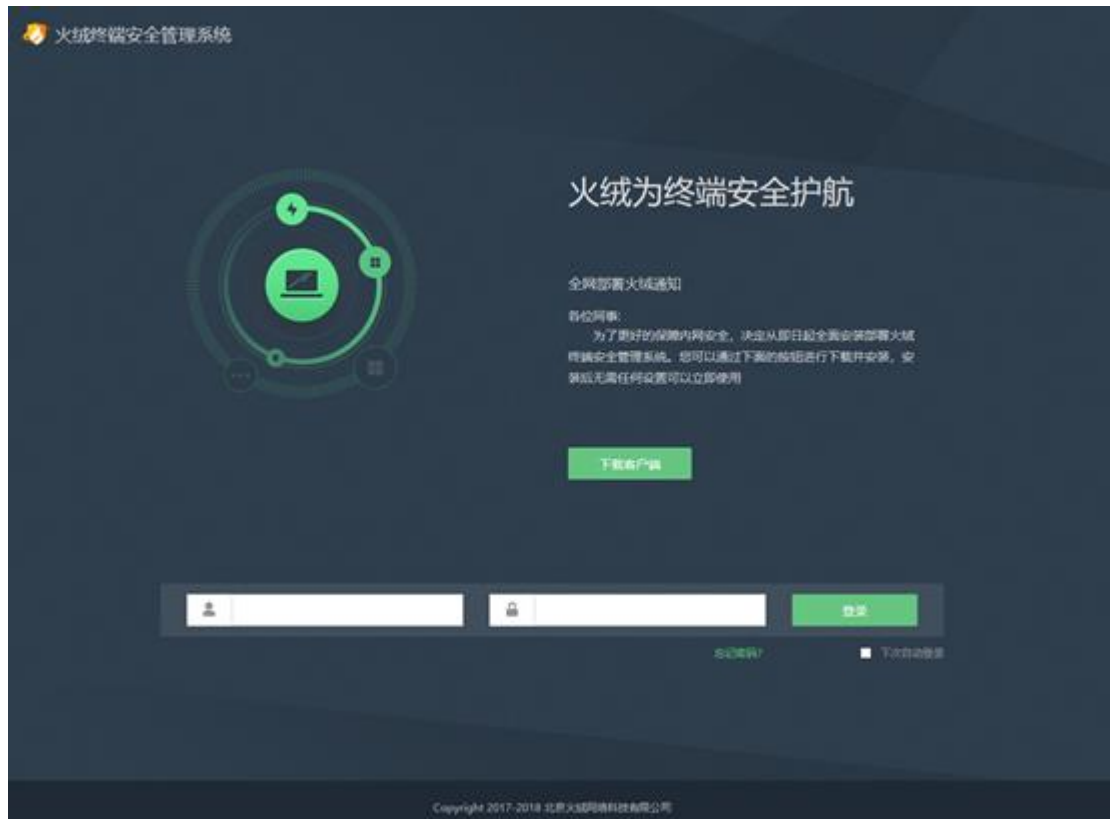 火绒终端安全管理系统
火绒为终端安全护航
全网部署火绒通知
各位同事:
为了更好的保障内网安全，决定从即日起全面安装部署火绒
终端安全管理系统。您可以通过下面的按钮进行下载并安装，安
装后无需任何设置可以立即使用
下载客户端
登录
忘记密码?
下次自动登录
Copyright 2017-2018 北京火绒网络科技有限公司